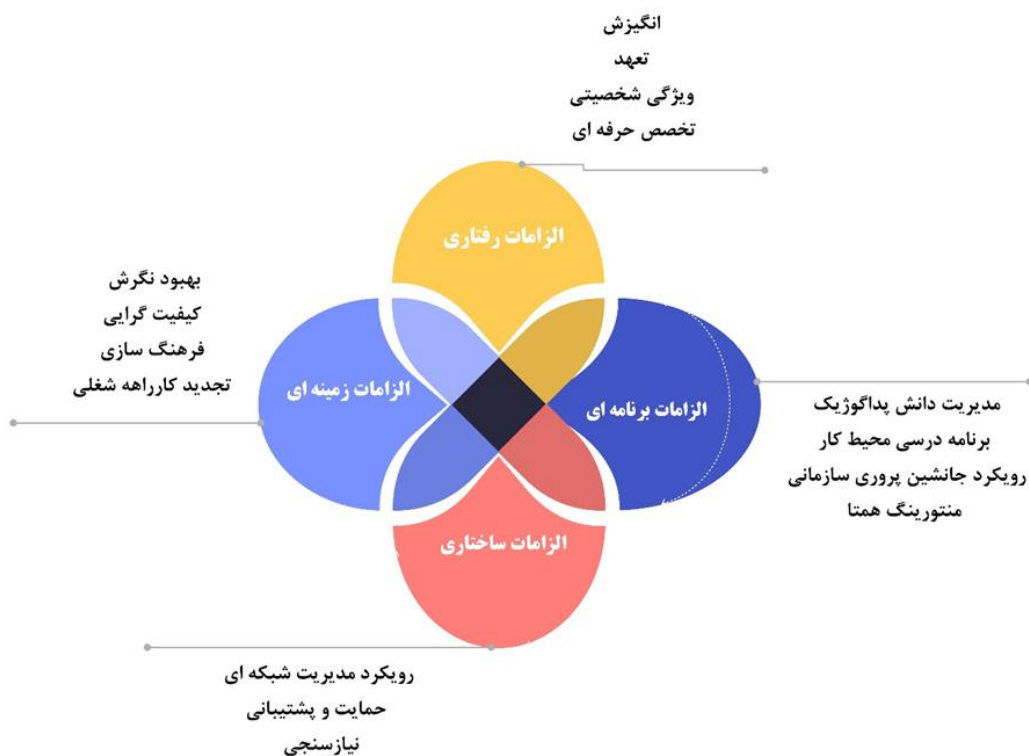 انگیزش
تعهد
ویژگی شخصیتی
تخصص حرفه ای
الزامات رفتاری
بهبود نگرش
کیفیت گرایی
فرهنگ سازی
تجدید کارراهه شغلی
الزامات زمینه ای
الزامات برنامه ای
مدیریت دانش پداگوژیک
برنامه درسی محیط کار
رویکرد جانشین پروری سازمانی
منتورینگ همتا
الزامات ساختاری
رویکرد مدیریت شبکه ای
حمایت و پشتیبانی
نیازسنجی